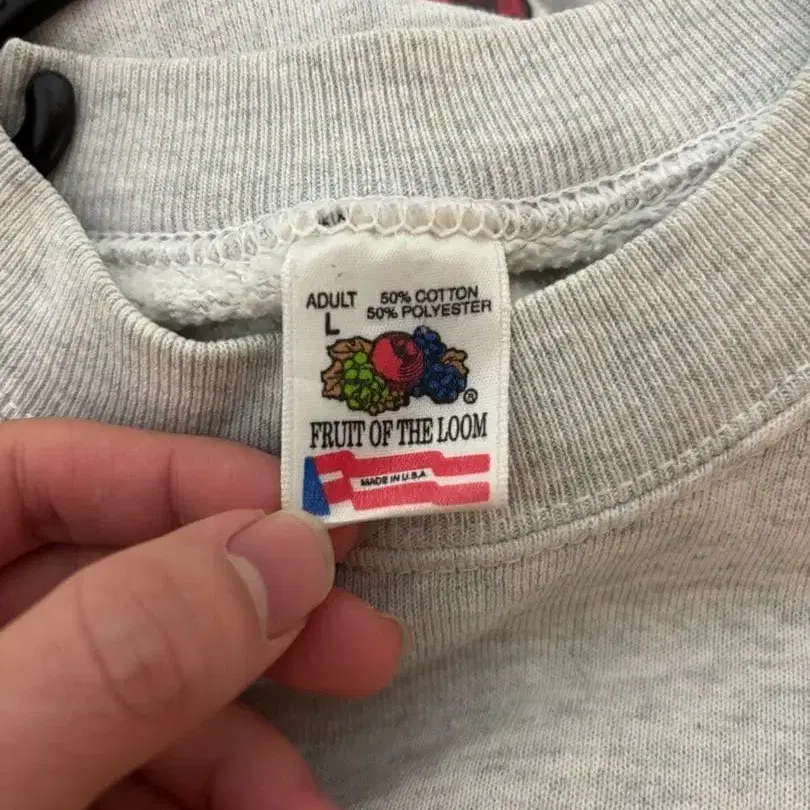 ADULT 50% COTTON
L 50% POLYESTER
®
FRUIT OF THE LOOM
MADE IN U.S.A